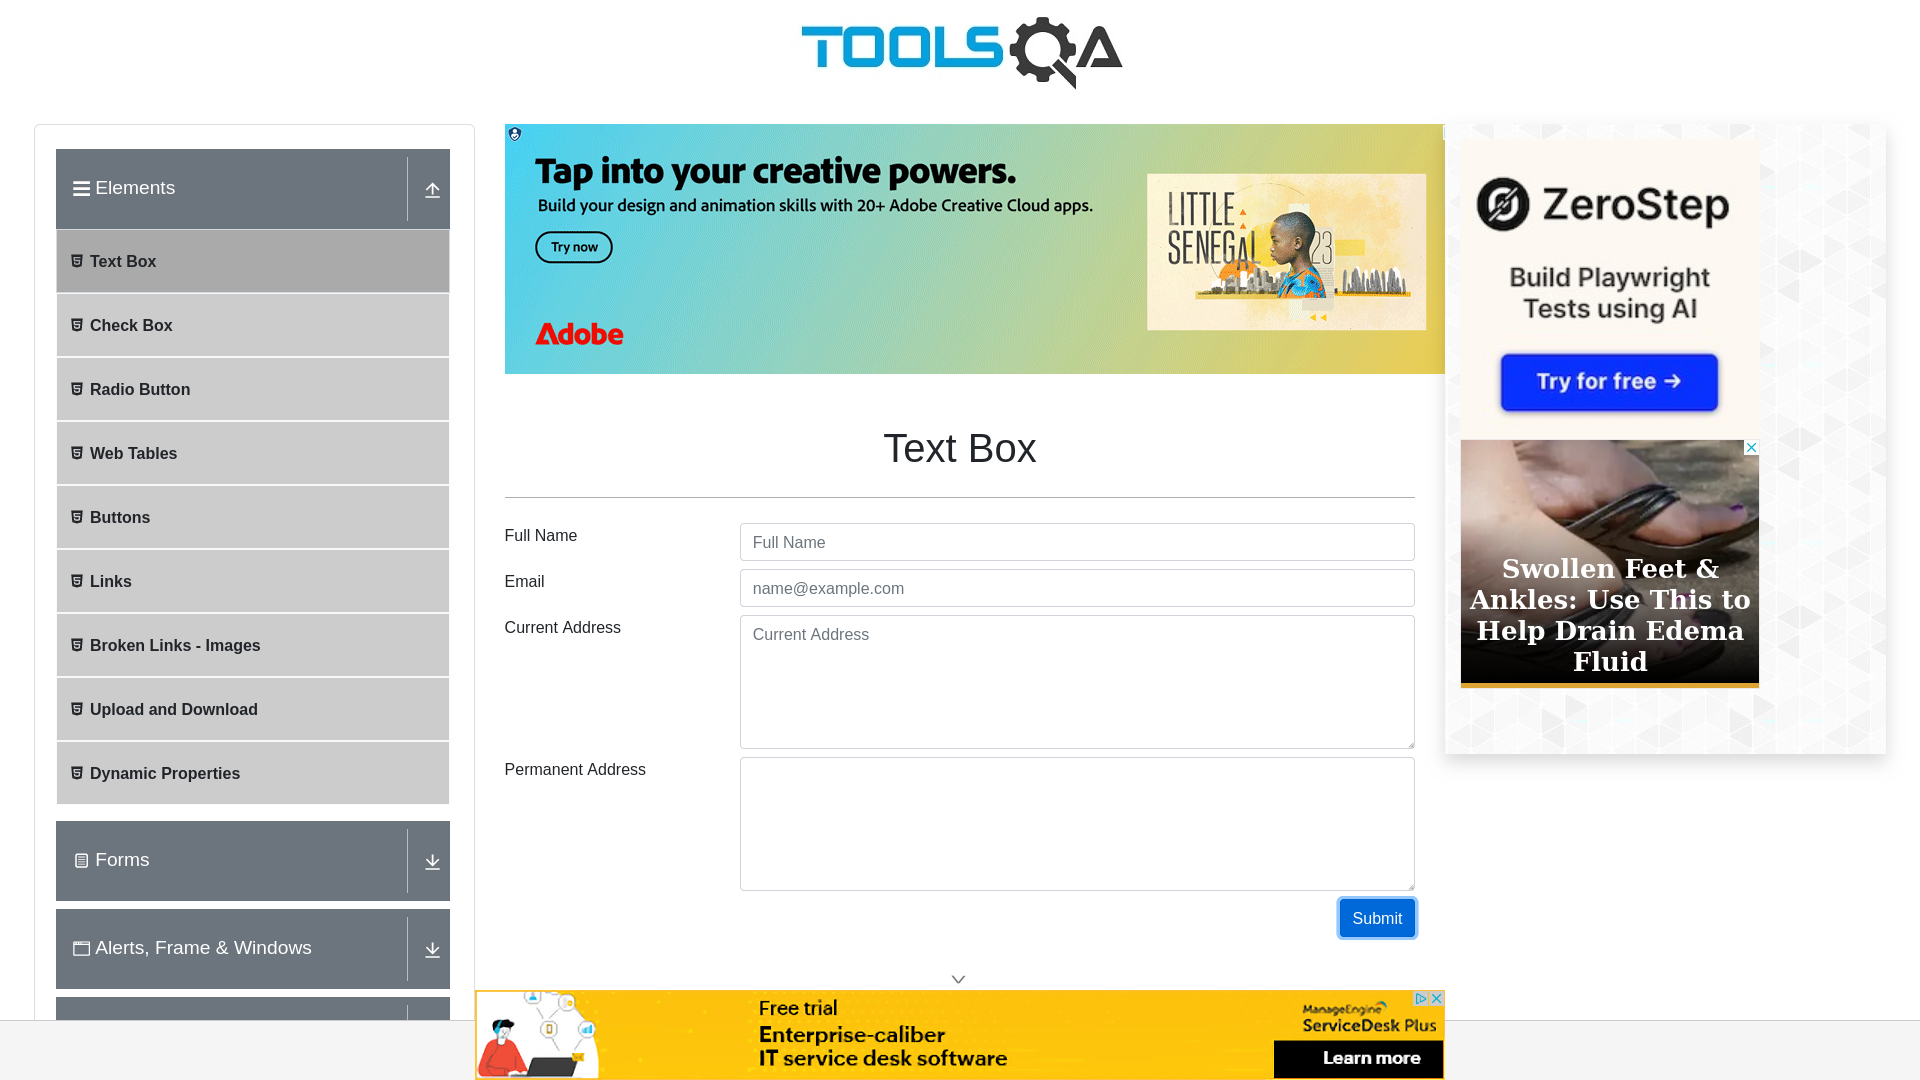 TOOLSQA
Elements
Text Box
Check Box
Radio Button
Web Tables
Buttons
Links
Broken Links - Images
Upload and Download
Dynamic Properties
Forms
Alerts, Frame & Windows
Tap into your creative powers.
Build your design and animation skills with 20+ Adobe Creative Cloud apps.
Try now
Adobe
LITTLE
SENEGAL 23
Text Box
Full Name
Full Name
Email
name@example.com
Current Address
Current Address
Permanent Address
Submit
ZeroStep
Build Playwright
Tests using AI
Try for free →
Swollen Feet &
Ankles: Use This to
Help Drain Edema
Fluid
Free trial
Enterprise-caliber
IT service desk software
ManageEngine
ServiceDesk Plus
Learn more